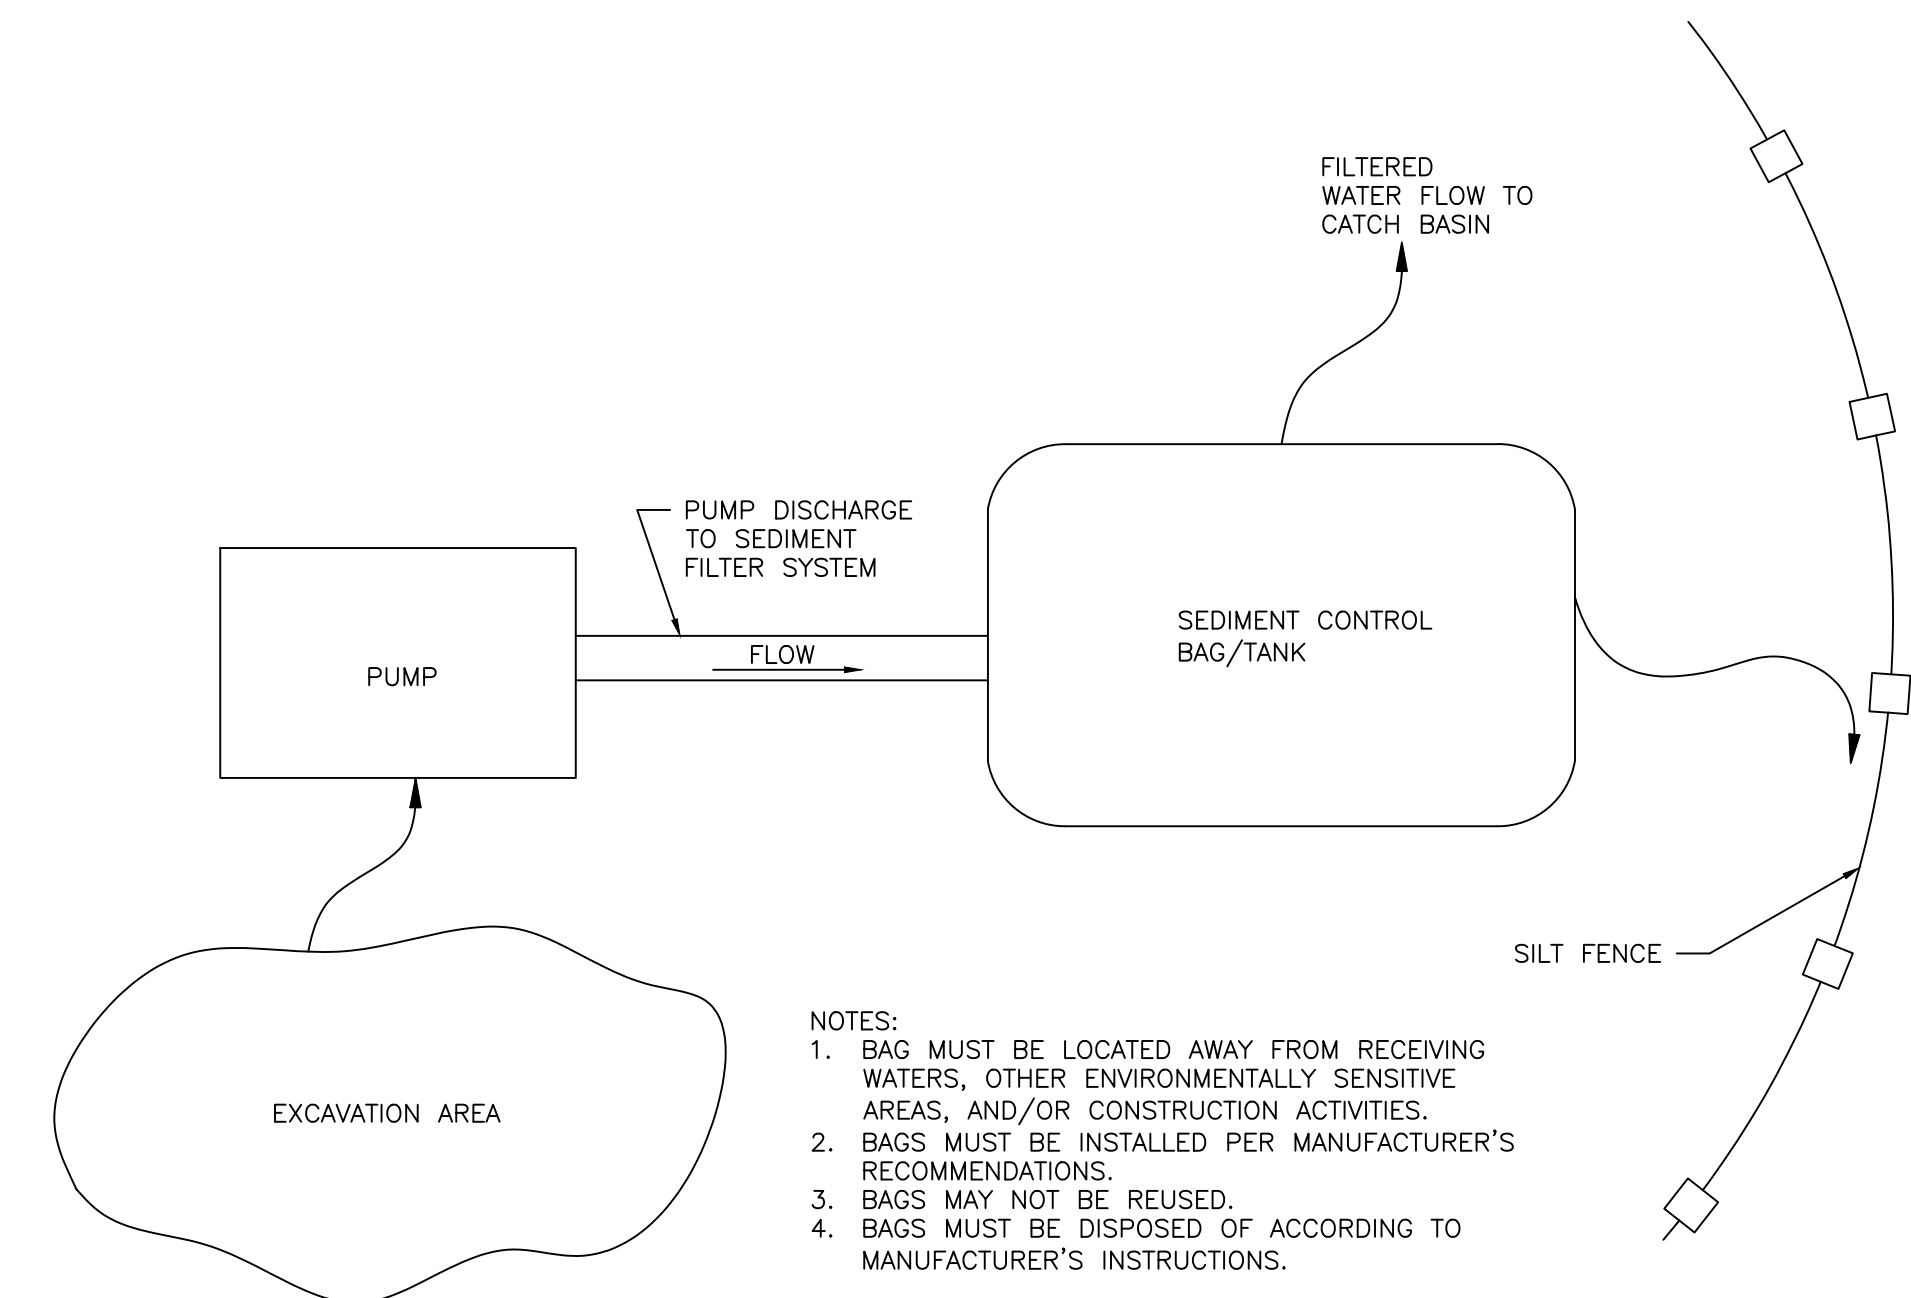 FILTERED
WATER FLOW TO
CATCH BASIN
PUMP DISCHARGE
TO SEDIMENT
FILTER SYSTEM
SEDIMENT CONTROL
BAG/TANK
FLOW
PUMP
SILT FENCE
EXCAVATION AREA
NOTES:
1. BAG MUST BE LOCATED AWAY FROM RECEIVING
WATERS, OTHER ENVIRONMENTALLY SENSITIVE
AREAS, AND/OR CONSTRUCTION ACTIVITIES.
2. BAGS MUST BE INSTALLED PER MANUFACTURER'S
RECOMMENDATIONS.
3. BAGS MAY NOT BE REUSED.
4. BAGS MUST BE DISPOSED OF ACCORDING TO
MANUFACTURER'S INSTRUCTIONS.